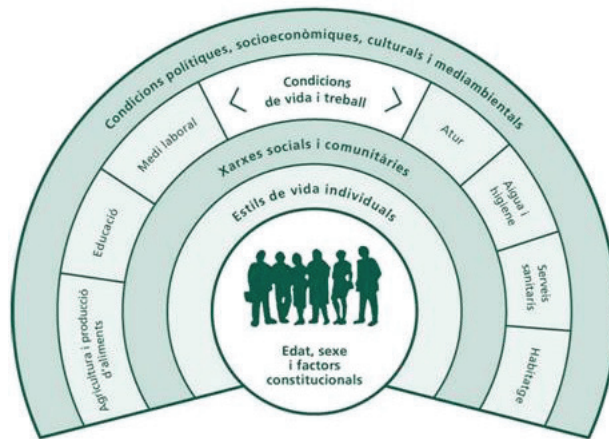 Condicions polítiques, socioeconòmiques, culturals i mediambientals
Condicions
de vida i treball
Agricultura i producció
d'aliments
Educació
Medi laboral
Atur
Aigua i
higiene
Serveis
sanitaris
Habitatge
Xarxes socials i comunitàries
Estils de vida individuals
Edat, sexe
i factors
constitucionals